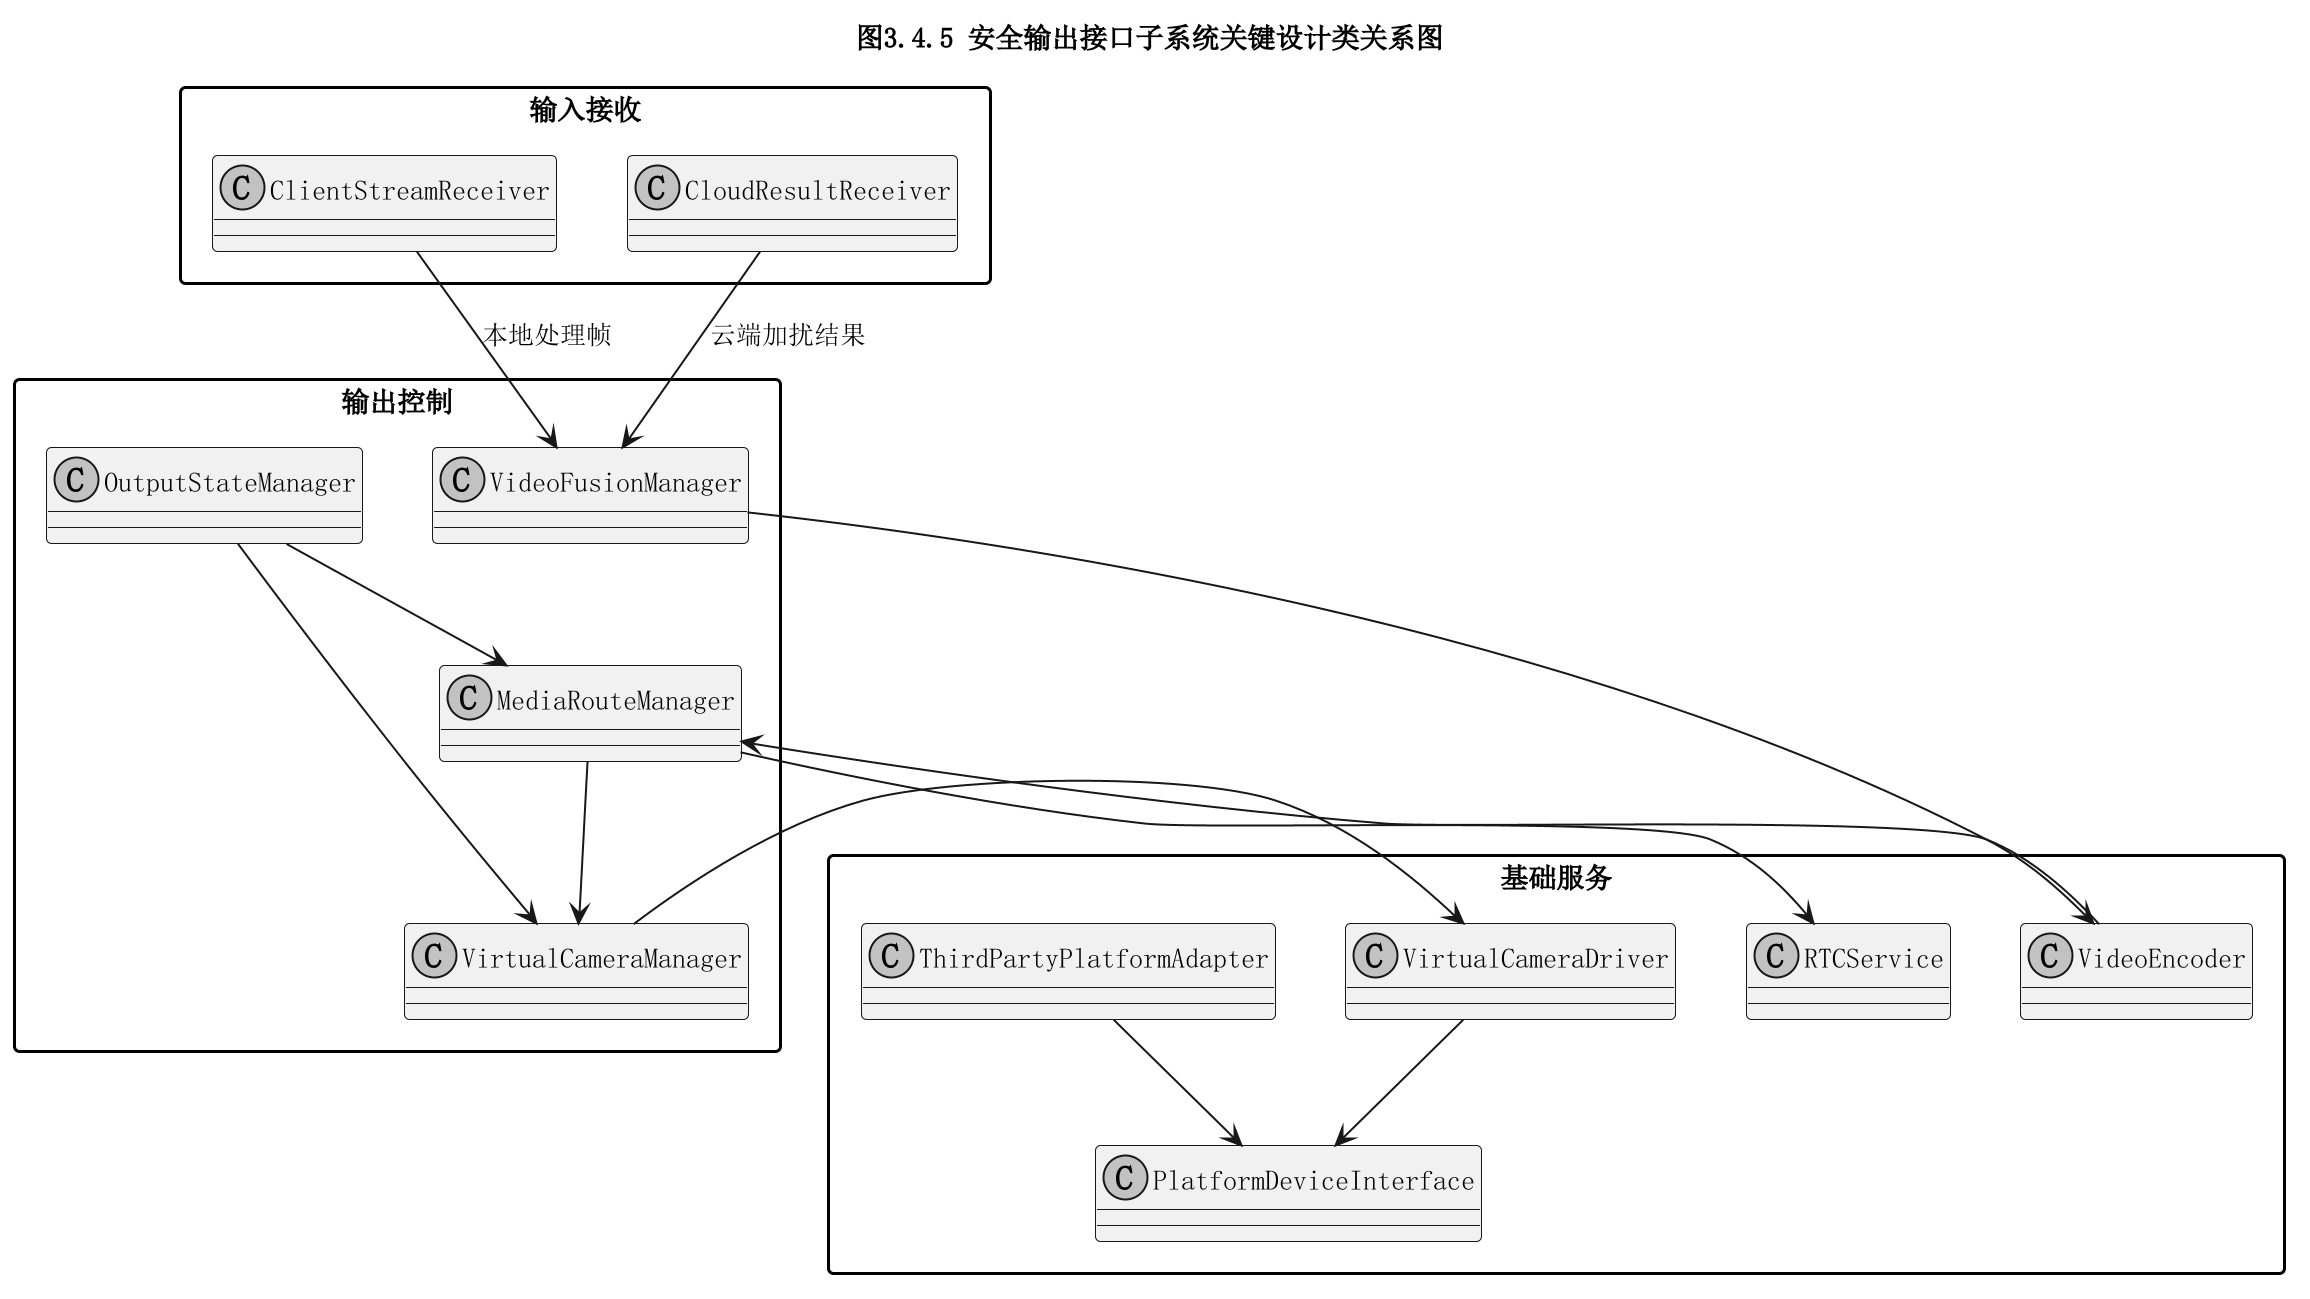 图3.4.5 安全输出接口子系统关键设计类关系图
输入接收
C ClientStreamReceiver
C CloudResultReceiver
本地处理帧
云端加扰结果
输出控制
C OutputStateManager
C VideoFusionManager
C MediaRouteManager
C VirtualCameraManager
基础服务
C ThirdPartyPlatformAdapter
C VirtualCameraDriver
C RTCService
C VideoEncoder
C PlatformDeviceInterface